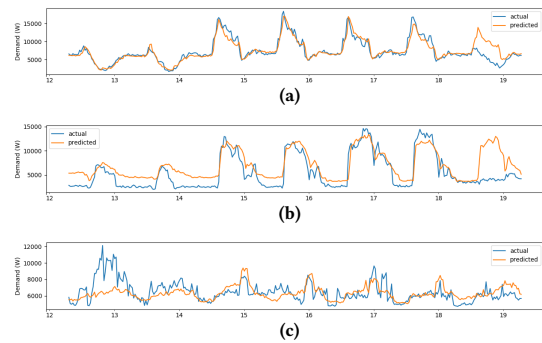 Demand (W)
15000
10000
5000
actual
predicted
12 13 14 15 16 17 18 19
(a)
Demand (W)
15000
10000
5000
actual
predicted
12 13 14 15 16 17 18 19
(b)
Demand (W)
12000
10000
8000
6000
actual
predicted
12 13 14 15 16 17 18 19
(c)